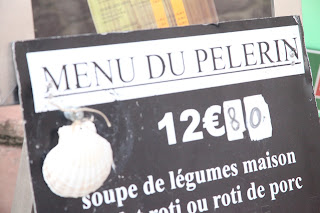 MENU DU PELERIN
12€80
soupe de légumes maison
roti ou roti de porc